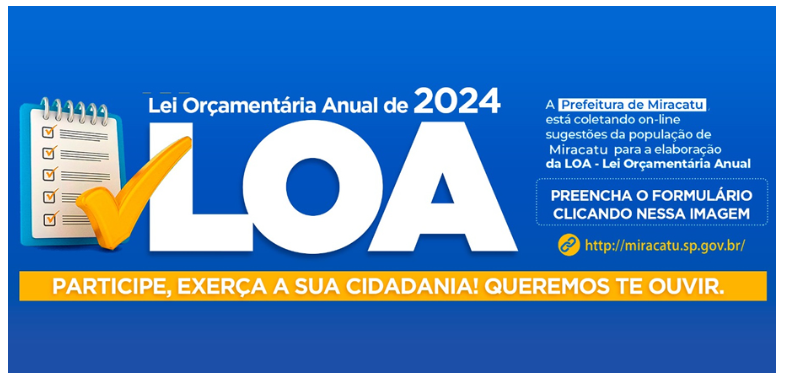 Lei Orçamentária Anual de 2024
LOA
A Prefeitura de Miracatu
está coletando on-line
sugestões da população de
Miracatu para a elaboração
da LOA - Lei Orçamentária Anual
PREENCHA O FORMULÁRIO
CLICANDO NESSA IMAGEM
http://miracatu.sp.gov.br/
PARTICIPE, EXERÇA A SUA CIDADANIA! QUEREMOS TE OUVIR.